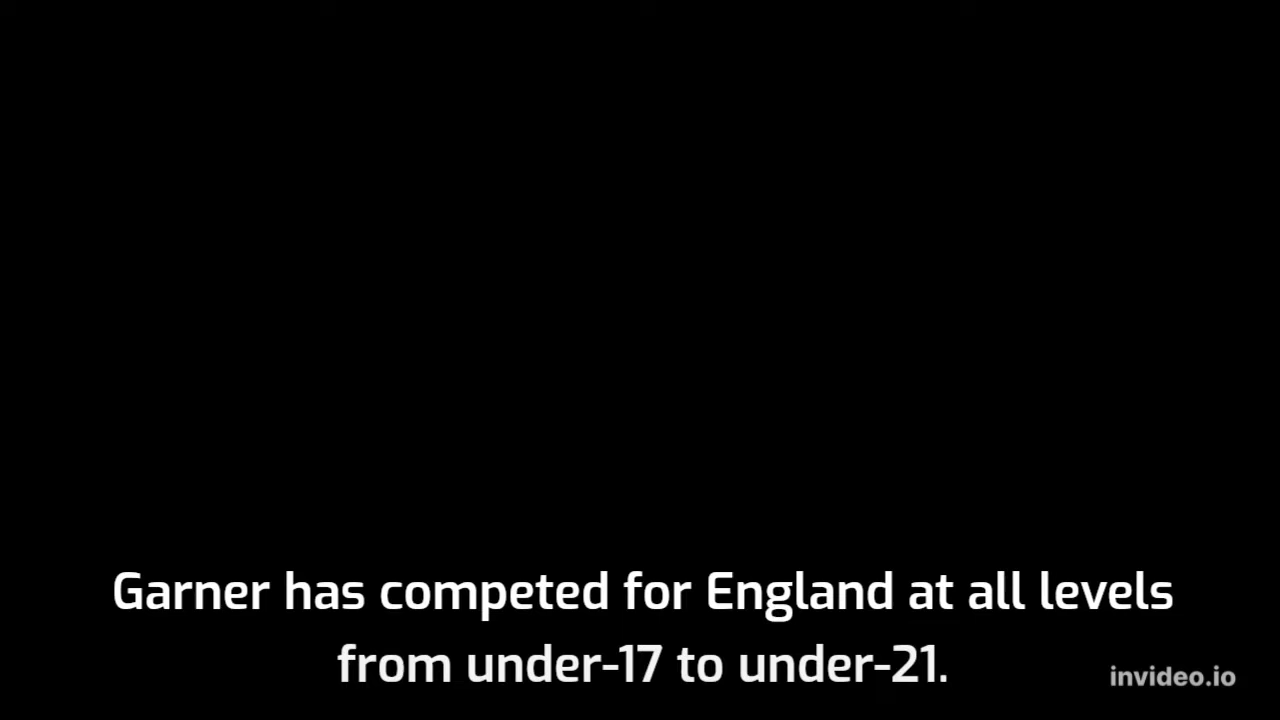 Garner has competed for England at all levels
from under-17 to under-21.
invideo.io